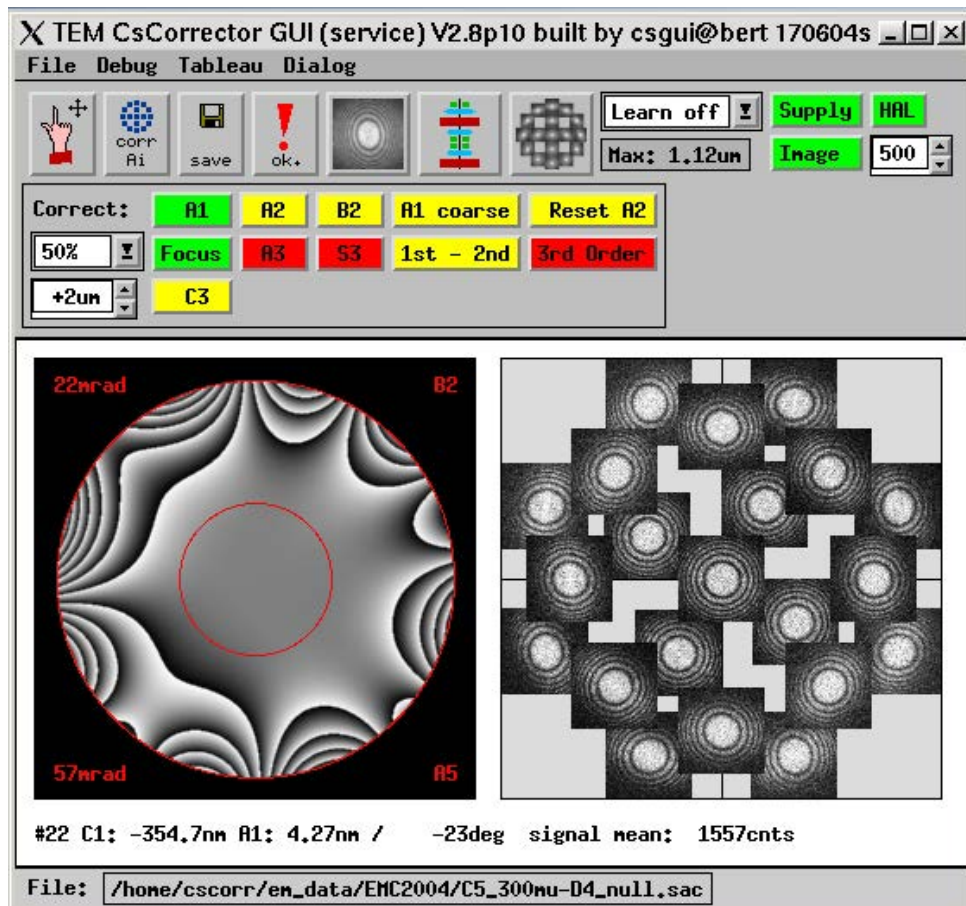 X TEM CsCorrector GUI (service) V2.8p10 built by csgui@bert 170604s
File Debug Tableau Dialog
corr Ai
save
ok.
Learn off
Supply
HAL
Max: 1.12um
Image
500
Correct:
A1
A2
B2
A1 coarse
Reset A2
50%
Focus
A3
S3
1st - 2nd
3rd Order
+2um
C3
22mrad
B2
57mrad
A5
#22 C1: -354.7nm A1: 4.27nm / -23deg signal mean: 1557cnts
File: /home/cscorr/em_data/EMC2004/C5_300mu-D4_null.sac